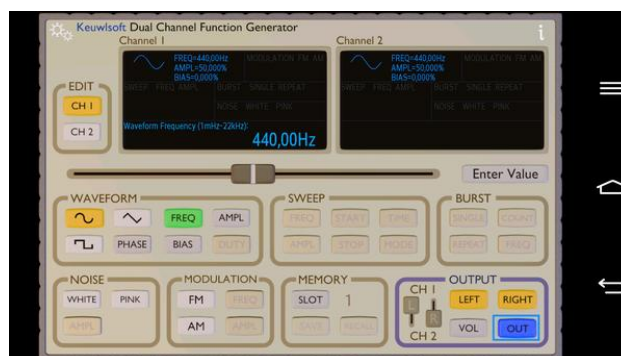 Keuwlsoft Dual Channel Function Generator
i
Channel 1
Channel 2
FREQ=440,00Hz
AMPL=50,000%
BIAS=0,000%
MODULATION FM AM
SWEEP FREQ AMPL
BURST SINGLE REPEAT
NOISE WHITE PINK
Waveform Frequency (1mHz-22kHz):
440,00Hz
FREQ=440,00Hz
AMPL=50,000%
BIAS=0,000%
MODULATION FM AM
SWEEP FREQ AMPL
BURST SINGLE REPEAT
NOISE WHITE PINK
EDIT
CH 1
CH 2
Enter Value
WAVEFORM
FREQ AMPL
PHASE BIAS DUTY
SWEEP
FREQ START TIME
AMPL STOP MODE
BURST
SINGLE COUNT
REPEAT FREQ
NOISE
WHITE PINK
AMPL
MODULATION
FM FREQ
AM AMPL
MEMORY
SLOT 1
SAVE RECALL
OUTPUT
CH 1
L R
CH 2
LEFT RIGHT
VOL OUT